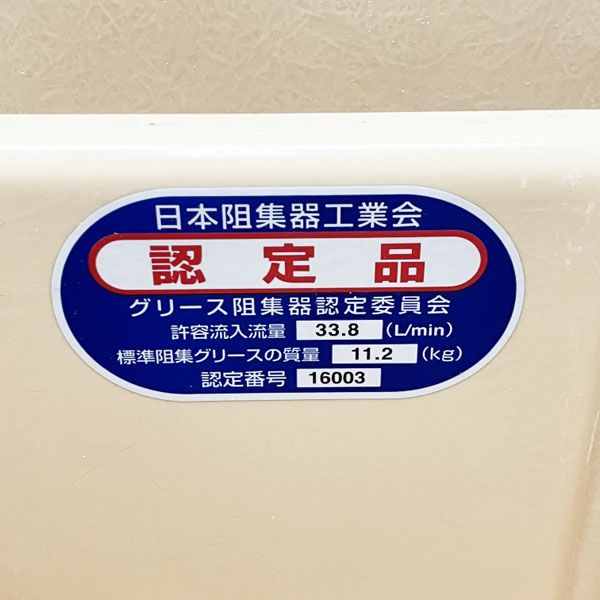 日本阻集器工業会
認定品
グリース阻集器認定委員会
許容流入流量 33.8 (L/min)
標準阻集グリースの質量 11.2 (kg)
認定番号 16003